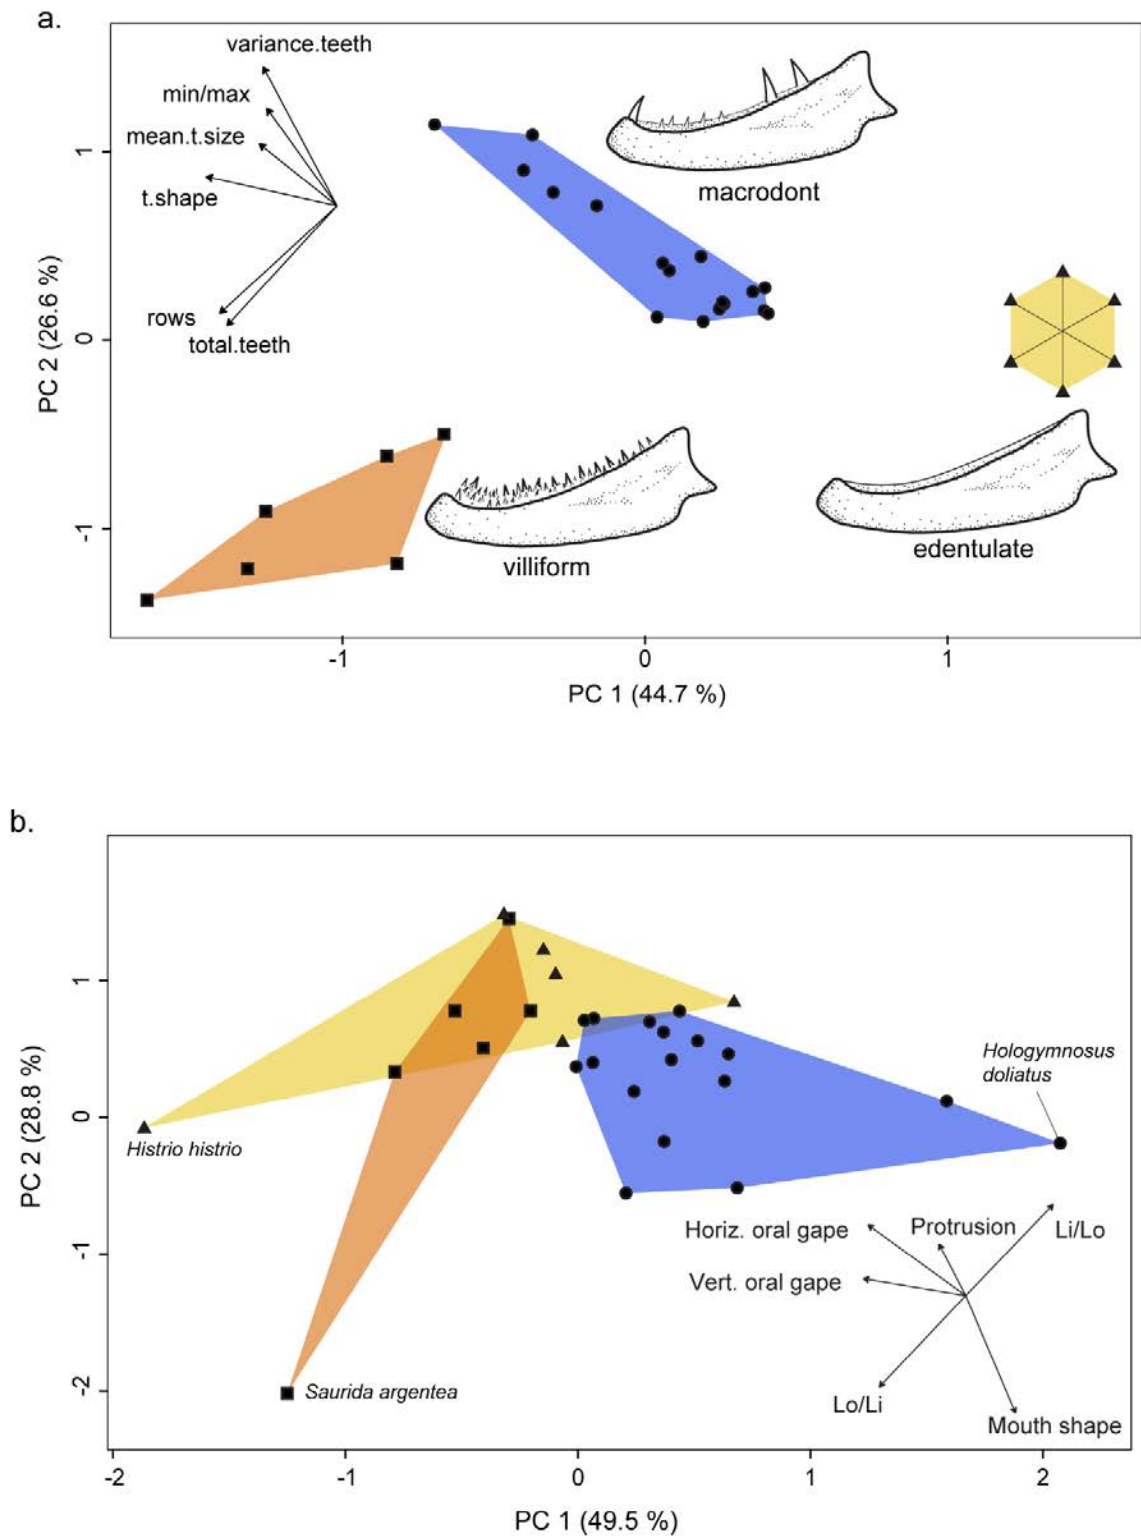 a.
variance.teeth
min/max
mean.t.size
t.shape
rows
total.teeth
macrodont
villiform
edentulate
1
0
-1
PC 2 (26.6 %)
-1
0
1
PC 1 (44.7 %)
b.
1
0
-1
-2
PC 2 (28.8 %)
Hologymnosus
doliatus
Histrio histrio
Horiz. oral gape
Protrusion
Li/Lo
Vert. oral gape
Lo/Li
Mouth shape
Saurida argentea
-2
-1
0
1
2
PC 1 (49.5 %)